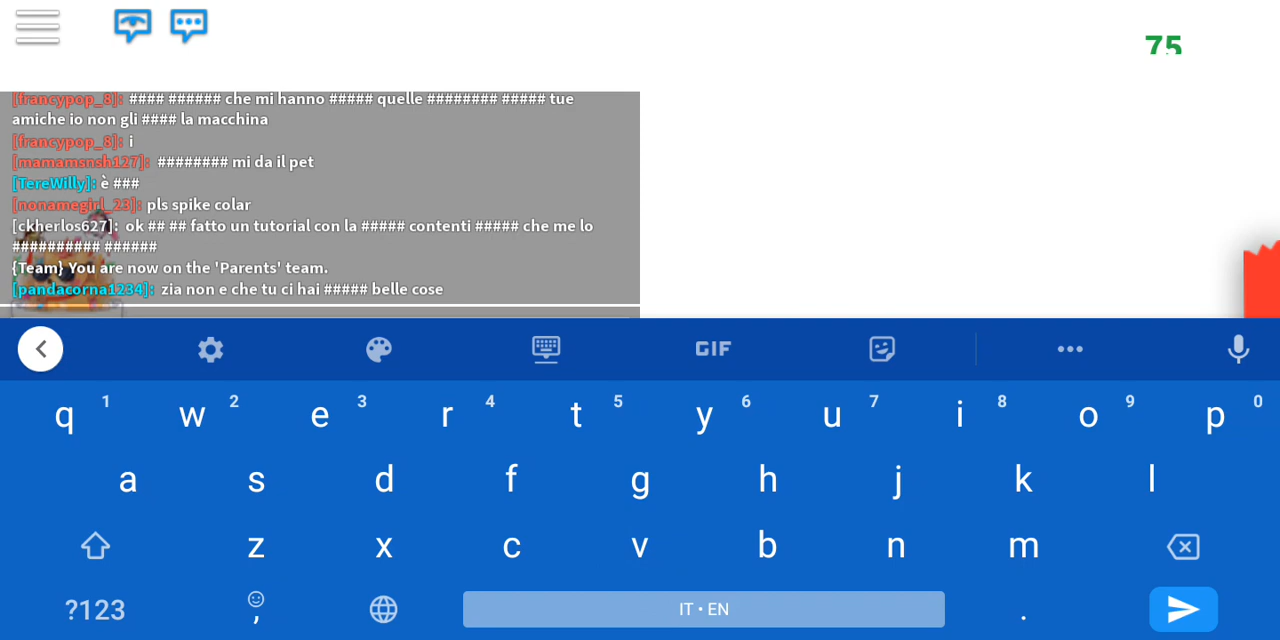 75
[francypop_8]: #### ###### che mi hanno ##### quelle ######## ##### tue
amiche io non gli #### la macchina
[francypop_8]: i
[mamamsnsh127]: ######## mi da il pet
[TereWilly]: è ###
[nonamegirl_23]: pls spike colar
[ckherlos627]: ok ## ## fatto un tutorial con la ##### contenti ##### che me lo
########## ######
{Team} You are now on the 'Parents' team.
[pandacorna1234]: zia non e che tu ci hai ##### belle cose
GIF
q 1 w 2 e 3 r 4 t 5 y 6 u 7 i 8 o 9 p 0
a s d f g h j k l
z x c v b n m
?123 , IT • EN .